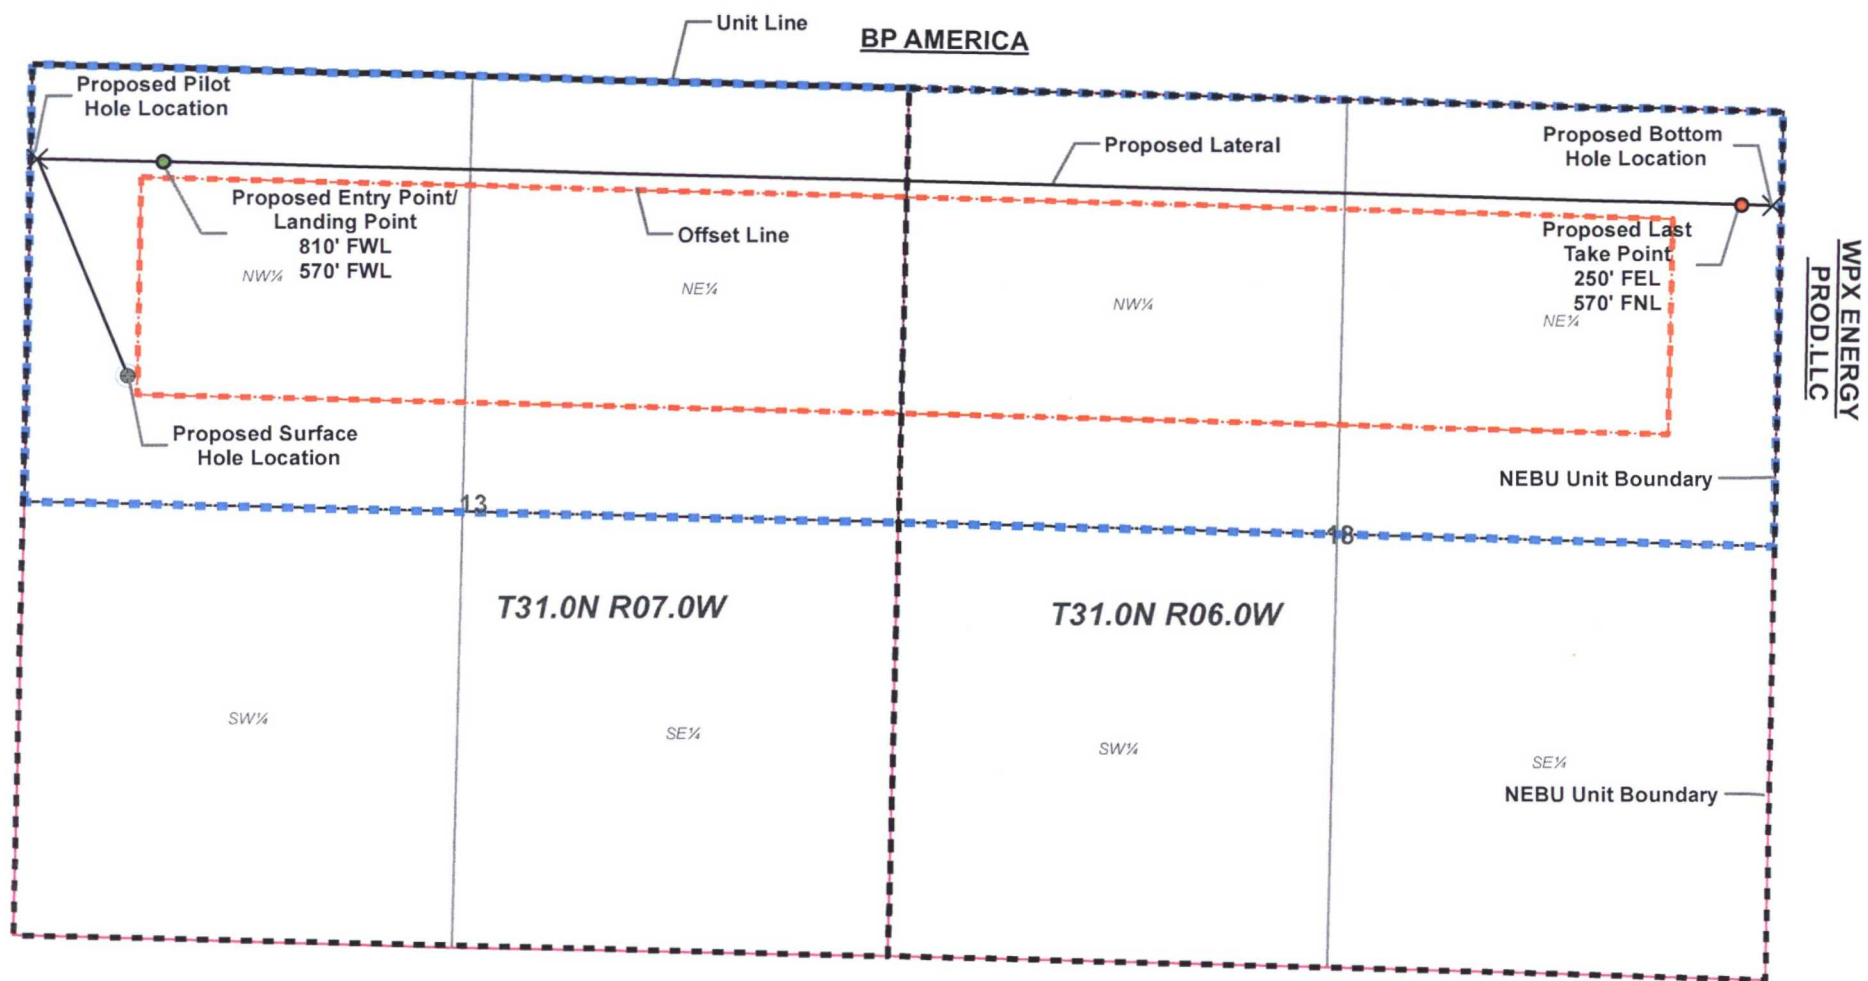 Unit Line
BP AMERICA
Proposed Pilot
Hole Location
Proposed Lateral
Proposed Bottom
Hole Location
Proposed Entry Point/
Landing Point
810' FWL
570' FWL
NW¼
Offset Line
NE¼
NW¼
Proposed Last
Take Point
250' FEL
570' FNL
NE¼
WPX ENERGY
PROD.LLC
Proposed Surface
Hole Location
NEBU Unit Boundary
13
18
T31.0N R07.0W
T31.0N R06.0W
SW¼
SE¼
SW¼
SE¼
NEBU Unit Boundary